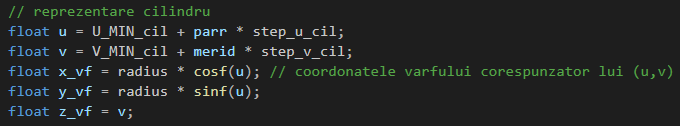 // reprezentare cilindru
float u = U_MIN_cil + parr * step_u_cil;
float v = V_MIN_cil + merid * step_v_cil;
float x_vf = radius * cosf(u); // coordonatele varfului corespunzator lui (u,v)
float y_vf = radius * sinf(u);
float z_vf = v;